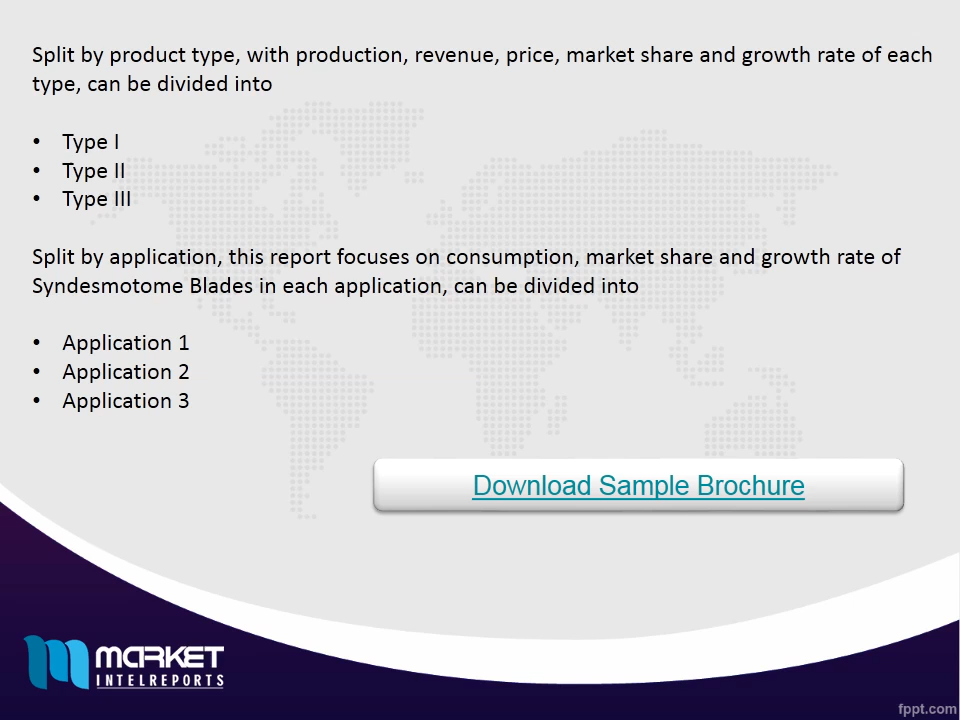 Split by product type, with production, revenue, price, market share and growth rate of each
type, can be divided into
• Type I
• Type II
• Type III
Split by application, this report focuses on consumption, market share and growth rate of
Syndesmotome Blades in each application, can be divided into
• Application 1
• Application 2
• Application 3
Download Sample Brochure
MARKET
INTELREPORTS
fppt.com